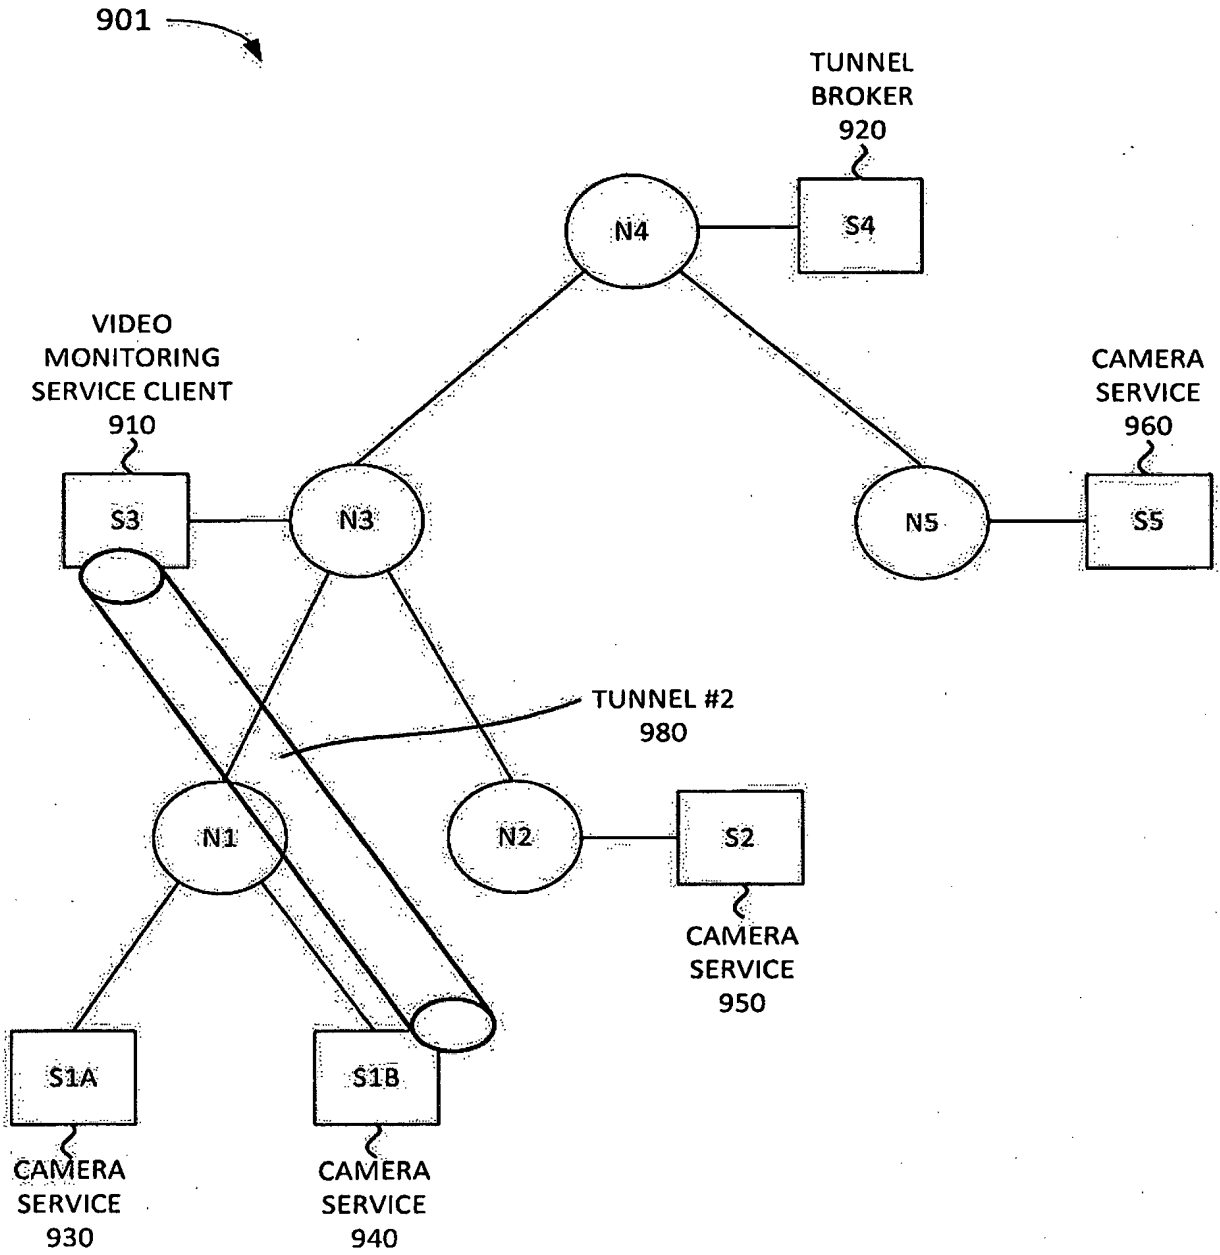 901
TUNNEL
BROKER
920
N4
S4
VIDEO
MONITORING
SERVICE CLIENT
910
CAMERA
SERVICE
960
S3
N3
N5
S5
TUNNEL #2
980
N1
N2
S2
CAMERA
SERVICE
950
S1A
S1B
CAMERA
SERVICE
930
CAMERA
SERVICE
940